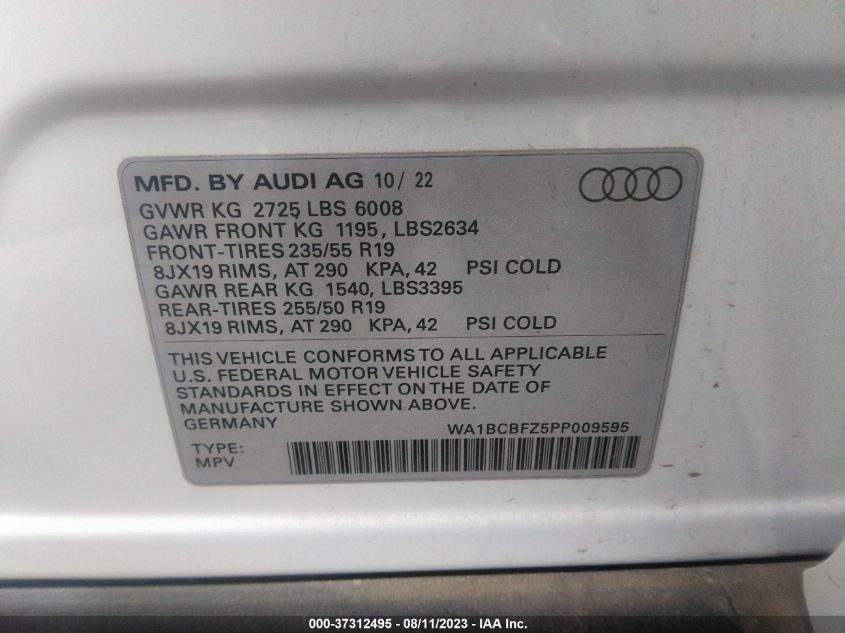 MFD. BY AUDI AG 10/ 22
GVWR KG 2725, LBS 6008
GAWR FRONT KG 1195, LBS2634
FRONT-TIRES 235/55 R19
8JX19 RIMS, AT 290 KPA, 42 PSI COLD
GAWR REAR KG 1540, LBS3395
REAR-TIRES 255/50 R19
8JX19 RIMS, AT 290 KPA, 42 PSI COLD
THIS VEHICLE CONFORMS TO ALL APPLICABLE
U.S. FEDERAL MOTOR VEHICLE SAFETY
STANDARDS IN EFFECT ON THE DATE OF
MANUFACTURE SHOWN ABOVE.
GERMANY WA1BCBFZ5PP009595
TYPE:
MPV
000-37312495 - 08/11/2023 - IAA Inc.